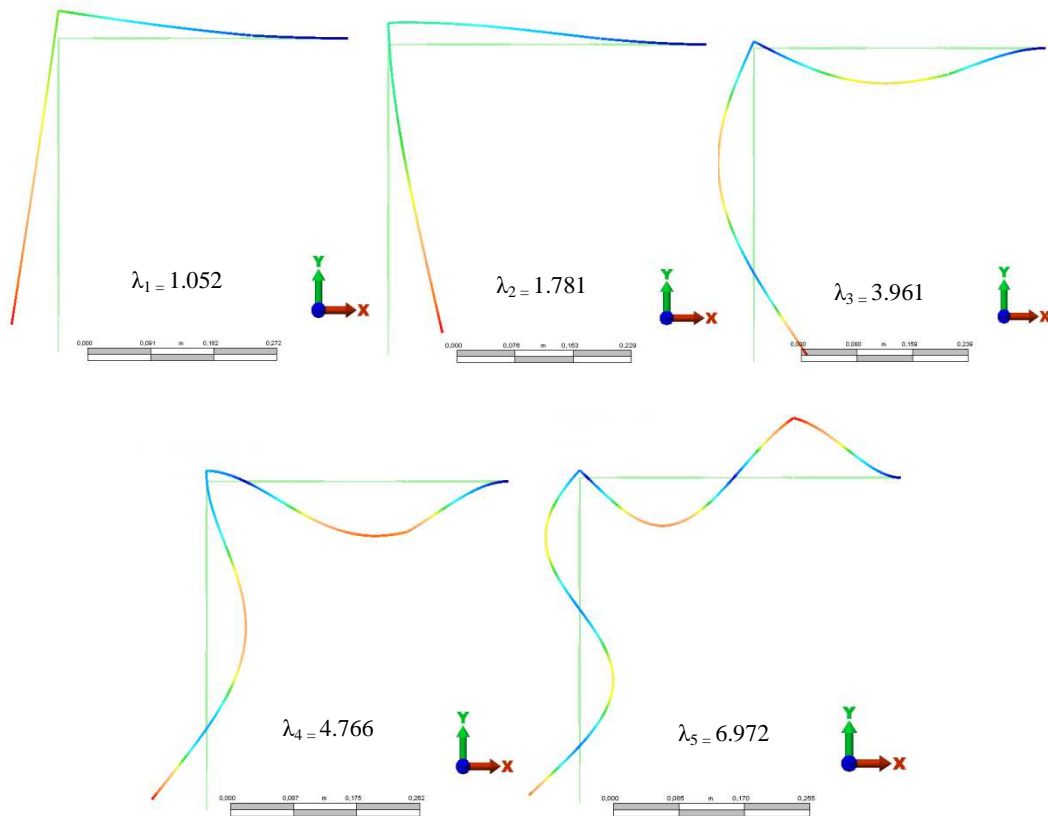 λ1 = 1.052
Y
X
0,000 0,091 m 0,182 0,272
λ2 = 1.781
Y
X
0,000 0,076 m 0,153 0,229
λ3 = 3.961
Y
X
0,080 m 0,159 0,239
λ4 = 4.766
Y
X
0,000 0,087 m 0,175 0,262
λ5 = 6.972
Y
X
0,000 0,085 m 0,170 0,255